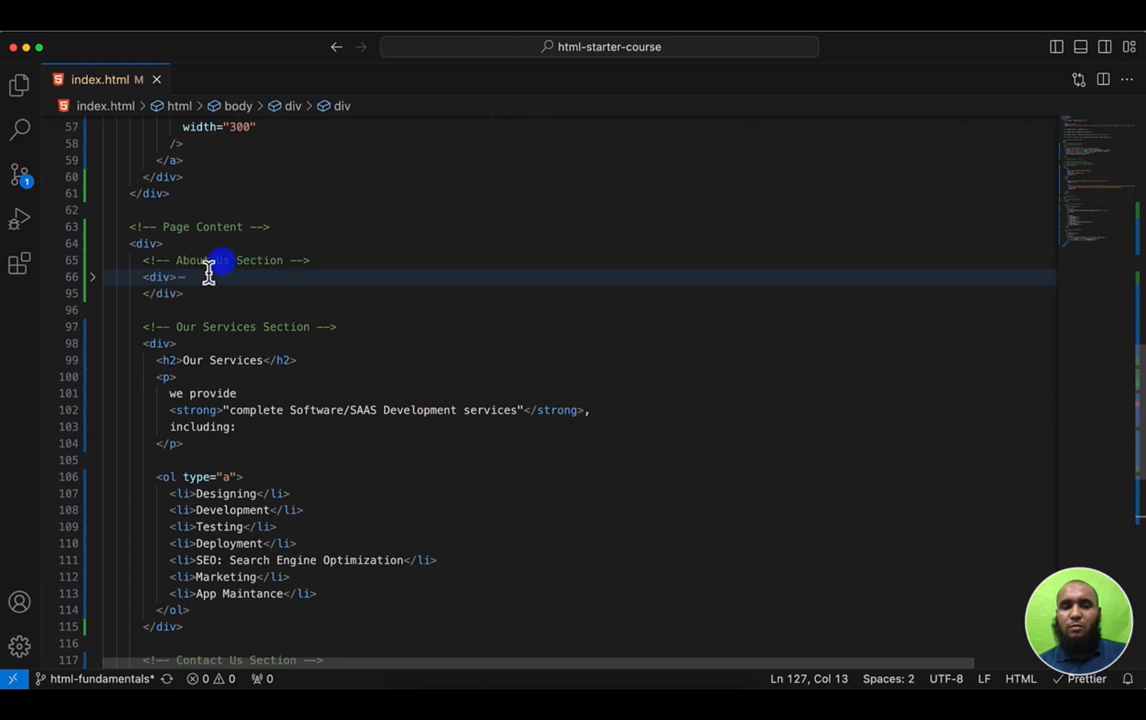 html-starter-course
index.html M
index.html > html > body > div > div
57 width="300"
58 />
59 </a>
60 </div>
61 </div>
62
63 <!-- Page Content -->
64 <div>
65 <!-- About Us Section -->
66 <div>
95 </div>
96
97 <!-- Our Services Section -->
98 <div>
99 <h2>Our Services</h2>
100 <p>
101 we provide
102 <strong>"complete Software/SAAS Development services"</strong>,
103 including:
104 </p>
105
106 <ol type="a">
107 <li>Designing</li>
108 <li>Development</li>
109 <li>Testing</li>
110 <li>Deployment</li>
111 <li>SEO: Search Engine Optimization</li>
112 <li>Marketing</li>
113 <li>App Maintance</li>
114 </ol>
115 </div>
116
117 <!-- Contact Us Section -->
1
html-fundamentals* 0 0 0 Ln 127, Col 13 Spaces: 2 UTF-8 LF HTML Prettier